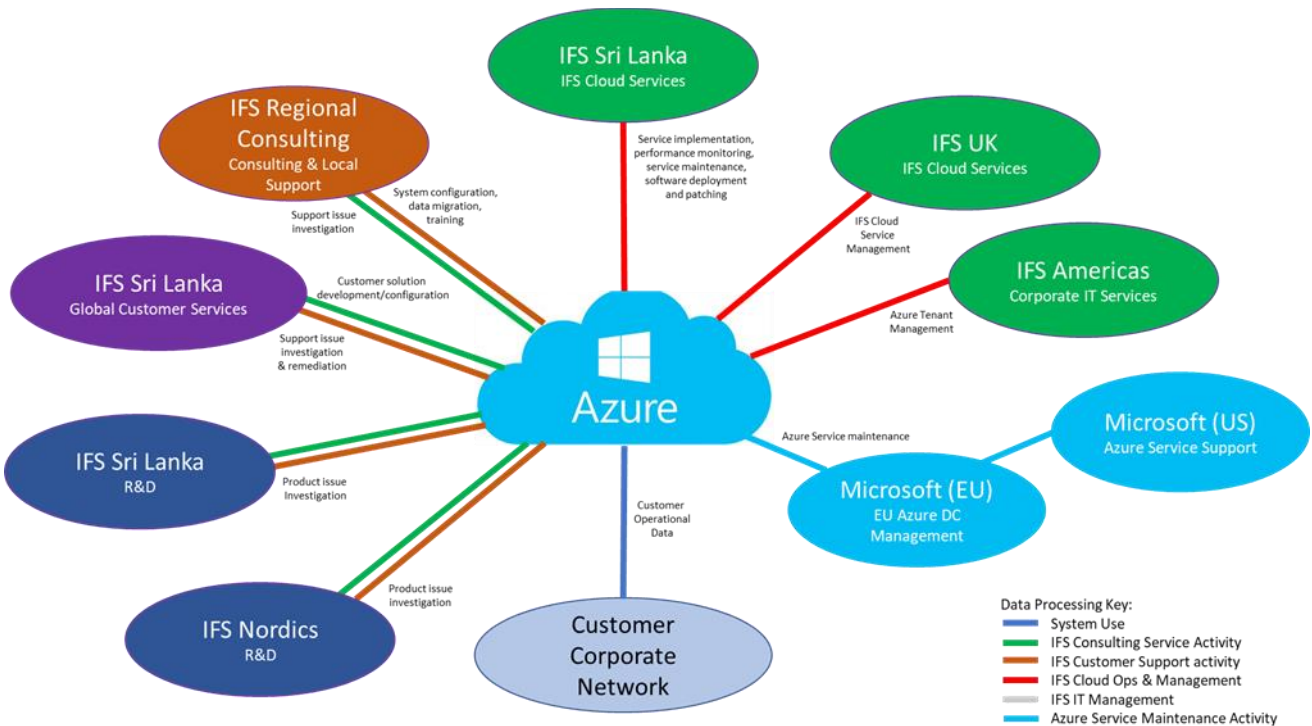 IFS Sri Lanka
IFS Cloud Services
IFS Regional
Consulting
Consulting & Local
Support
IFS UK
IFS Cloud Services
Service implementation,
performance monitoring,
service maintenance,
software deployment
and patching
System configuration,
data migration,
training
Support issue
investigation
IFS Cloud
Service
Management
IFS Sri Lanka
Global Customer Services
Customer solution
development/configuration
IFS Americas
Corporate IT Services
Azure Tenant
Management
Support issue
investigation
& remediation
Azure
Azure Service maintenance
Microsoft (US)
Azure Service Support
IFS Sri Lanka
R&D
Product issue
Investigation
Microsoft (EU)
EU Azure DC
Management
Customer
Operational
Data
Product issue
investigation
IFS Nordics
R&D
Customer
Corporate
Network
Data Processing Key:
System Use
IFS Consulting Service Activity
IFS Customer Support activity
IFS Cloud Ops & Management
IFS IT Management
Azure Service Maintenance Activity